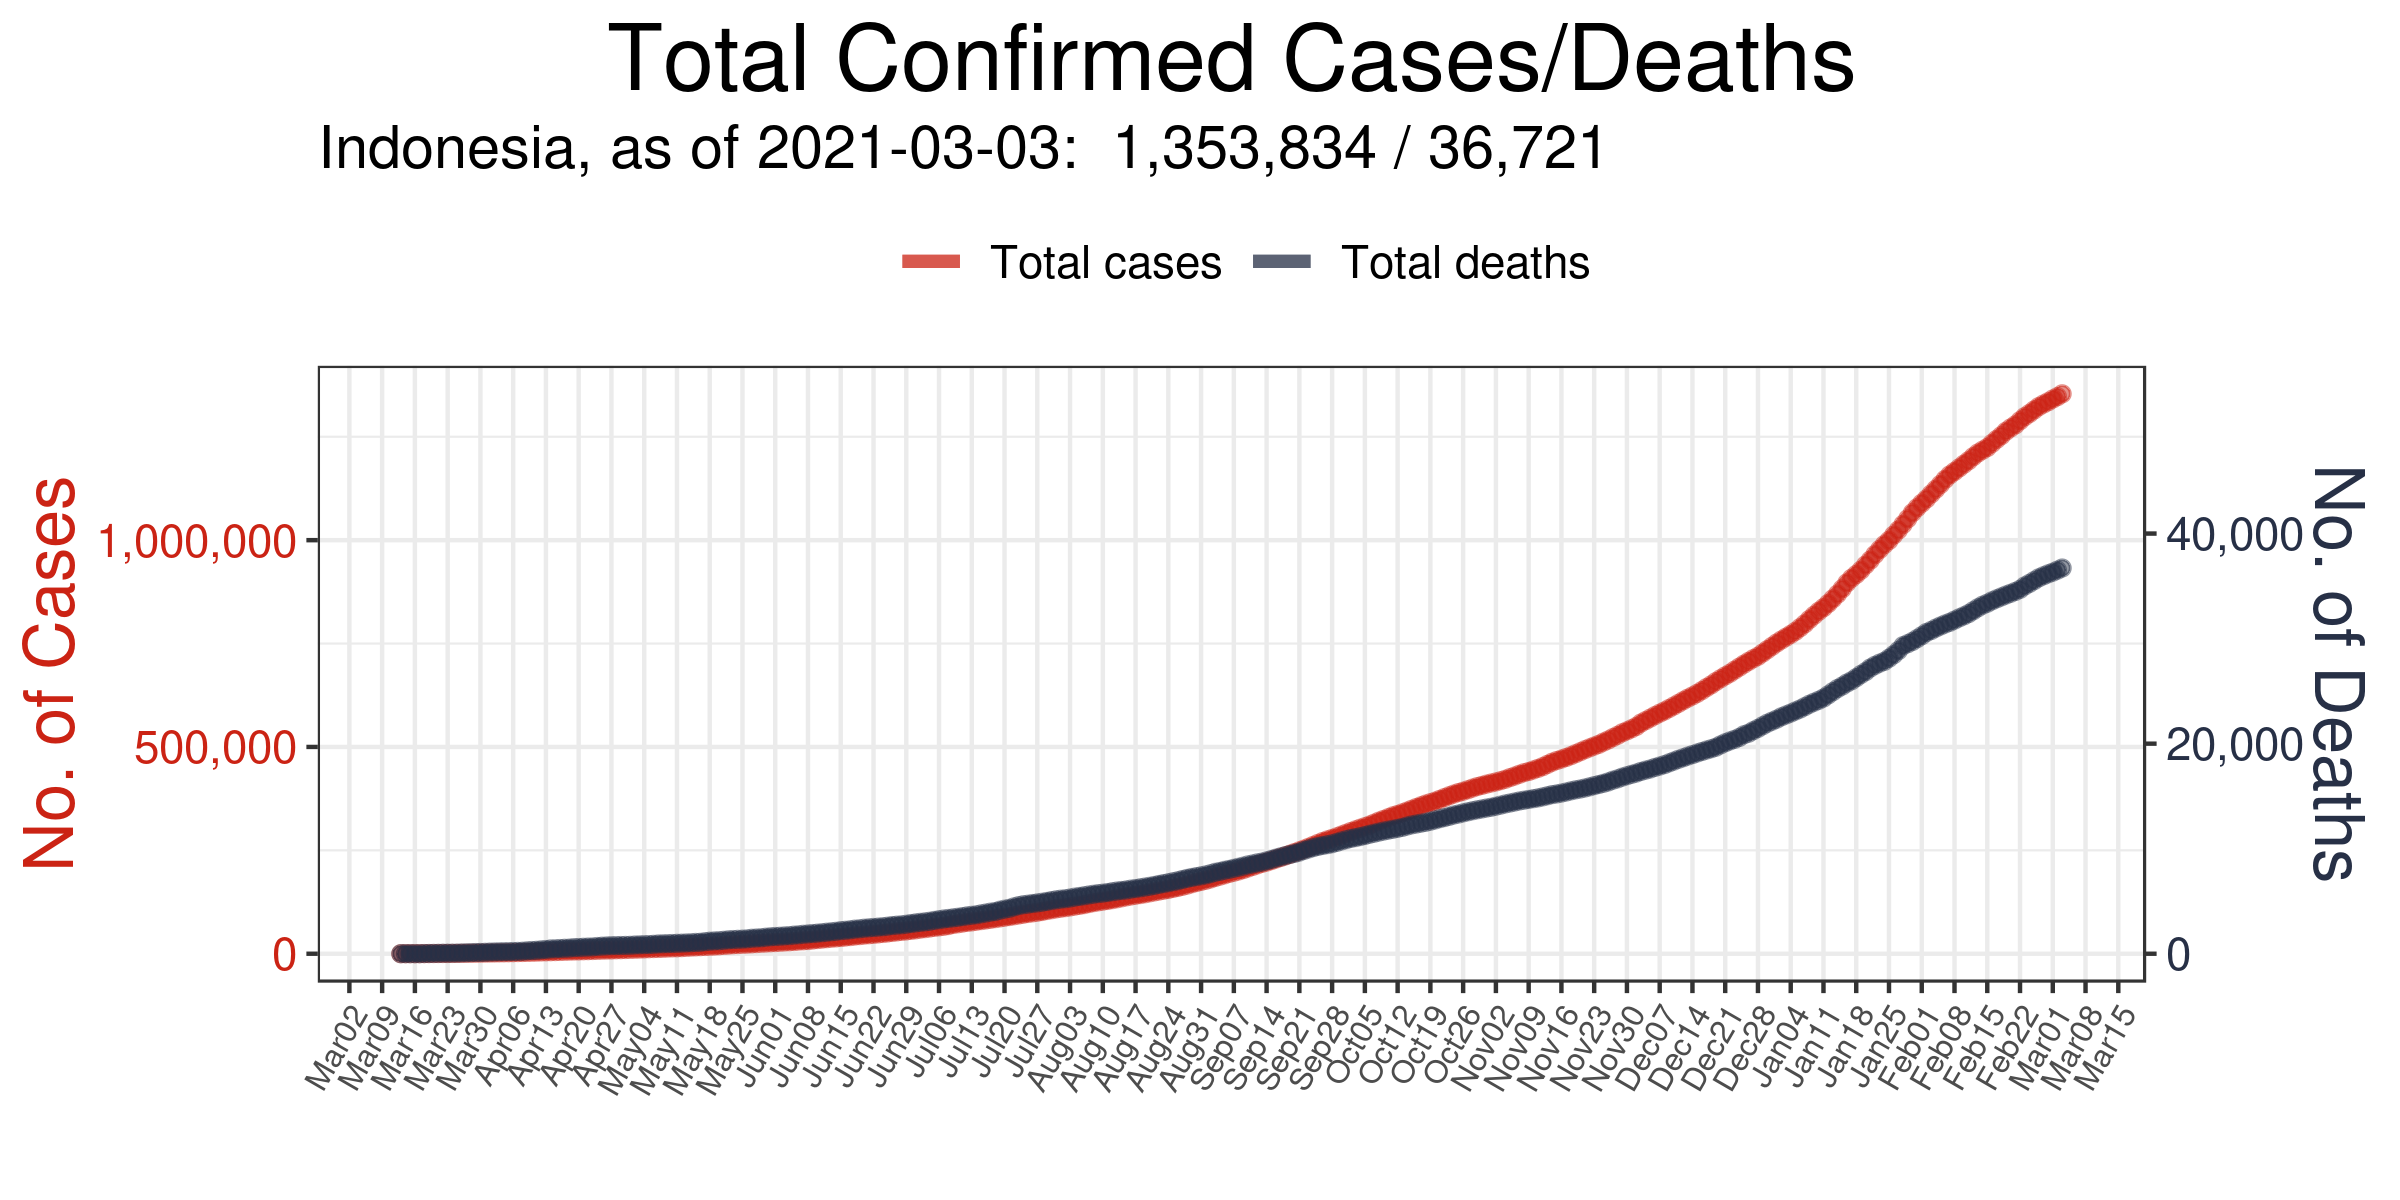 Total Confirmed Cases/Deaths
Indonesia, as of 2021-03-03:  1,353,834 / 36,721
Total cases
Total deaths
No. of Cases
1,000,000
500,000
0
40,000
20,000
0
No. of Deaths
Mar02
Mar09
Mar16
Mar23
Mar30
Apr06
Apr13
Apr20
Apr27
May04
May11
May18
May25
Jun01
Jun08
Jun15
Jun22
Jun29
Jul06
Jul13
Jul20
Jul27
Aug03
Aug10
Aug17
Aug24
Aug31
Sep07
Sep14
Sep21
Sep28
Oct05
Oct12
Oct19
Oct26
Nov02
Nov09
Nov16
Nov23
Nov30
Dec07
Dec14
Dec21
Dec28
Jan04
Jan11
Jan18
Jan25
Feb01
Feb08
Feb15
Feb22
Mar01
Mar08
Mar15